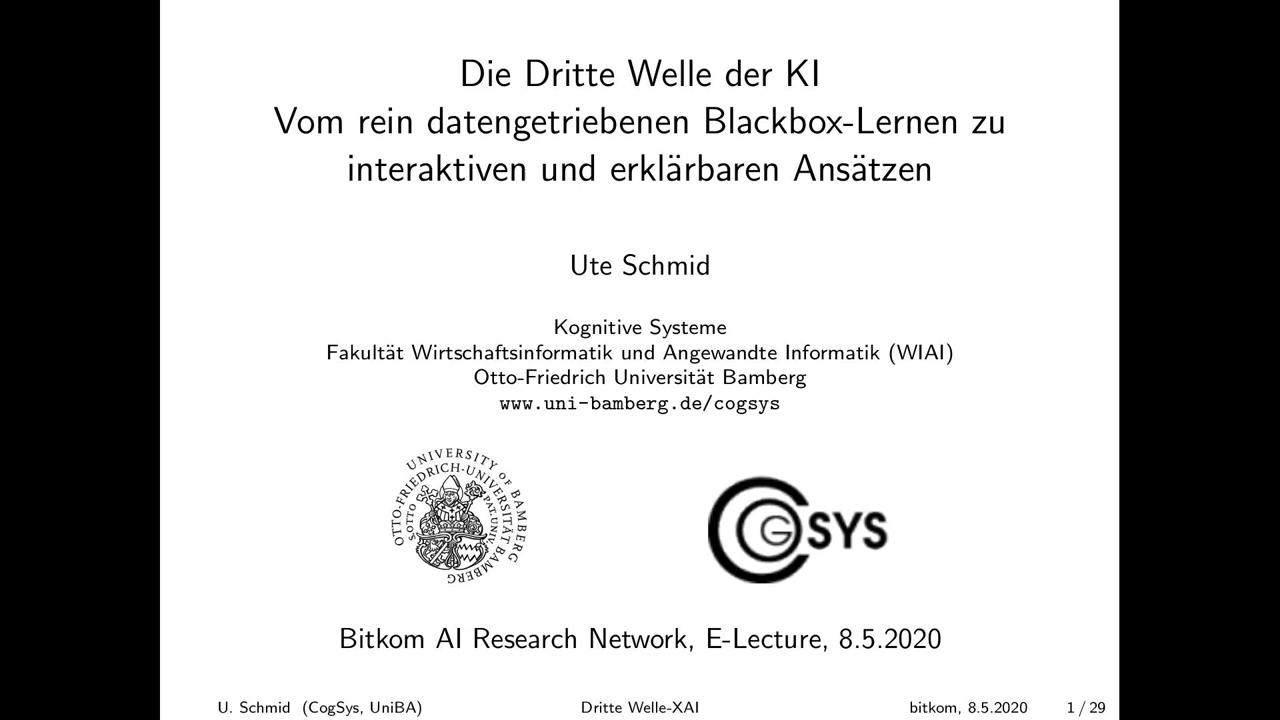 Die Dritte Welle der KI
Vom rein datengetriebenen Blackbox-Lernen zu
interaktiven und erklärbaren Ansätzen
Ute Schmid
Kognitive Systeme
Fakultät Wirtschaftsinformatik und Angewandte Informatik (WIAI)
Otto-Friedrich Universität Bamberg
www.uni-bamberg.de/cogsys
UNIVERSITY OF BAMBERG
OTTO-FRIEDRICH-UNIVERSITÄT BAMBERG
COGSYS
Bitkom AI Research Network, E-Lecture, 8.5.2020
U. Schmid (CogSys, UniBA)
Dritte Welle-XAI
bitkom, 8.5.2020
1 / 29